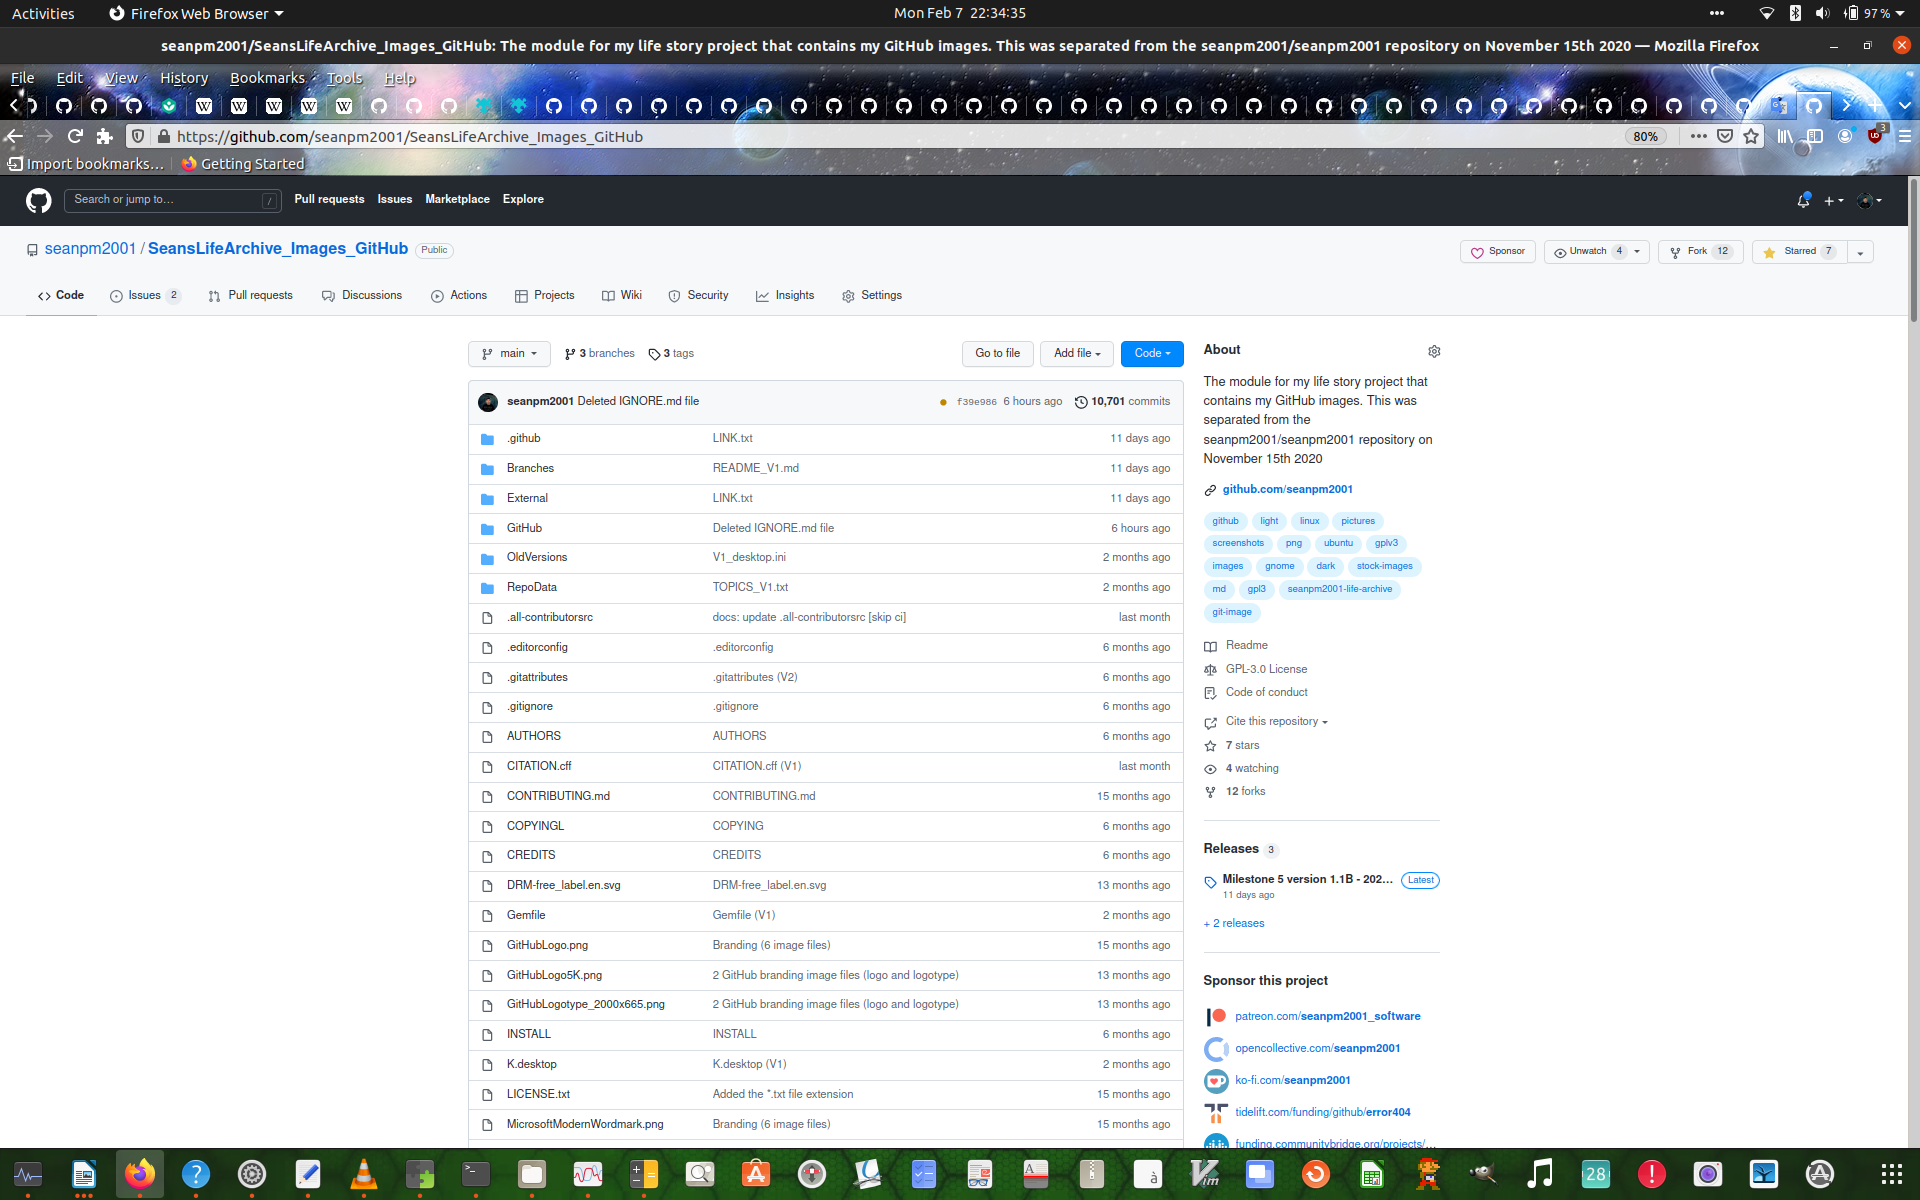 Activities
Firefox Web Browser
Mon Feb 7 22:34:35
97 %
seanpm2001/SeansLifeArchive_Images_GitHub: The module for my life story project that contains my GitHub images. This was separated from the seanpm2001/seanpm2001 repository on November 15th 2020 — Mozilla Firefox
File Edit View History Bookmarks Tools Help
https://github.com/seanpm2001/SeansLifeArchive_Images_GitHub
80%
3
Import bookmarks... Getting Started
Search or jump to... /
Pull requests Issues Marketplace Explore
seanpm2001 / SeansLifeArchive_Images_GitHub Public
Sponsor Unwatch 4 Fork 12 Starred 7
Code Issues 2 Pull requests Discussions Actions Projects Wiki Security Insights Settings
main 3 branches 3 tags Go to file Add file Code
seanpm2001 Deleted IGNORE.md file f39e986 6 hours ago 10,701 commits
.github LINK.txt 11 days ago
Branches README_V1.md 11 days ago
External LINK.txt 11 days ago
GitHub Deleted IGNORE.md file 6 hours ago
OldVersions V1_desktop.ini 2 months ago
RepoData TOPICS_V1.txt 2 months ago
.all-contributorsrc docs: update .all-contributorsrc [skip ci] last month
.editorconfig .editorconfig 6 months ago
.gitattributes .gitattributes (V2) 6 months ago
.gitignore .gitignore 6 months ago
AUTHORS AUTHORS 6 months ago
CITATION.cff CITATION.cff (V1) last month
CONTRIBUTING.md CONTRIBUTING.md 15 months ago
COPYINGL COPYING 6 months ago
CREDITS CREDITS 6 months ago
DRM-free_label.en.svg DRM-free_label.en.svg 13 months ago
Gemfile Gemfile (V1) 2 months ago
GitHubLogo.png Branding (6 image files) 15 months ago
GitHubLogo5K.png 2 GitHub branding image files (logo and logotype) 13 months ago
GitHubLogotype_2000x665.png 2 GitHub branding image files (logo and logotype) 13 months ago
INSTALL INSTALL 6 months ago
K.desktop K.desktop (V1) 2 months ago
LICENSE.txt Added the *.txt file extension 15 months ago
MicrosoftModernWordmark.png Branding (6 image files) 15 months ago
About
The module for my life story project that
contains my GitHub images. This was
separated from the
seanpm2001/seanpm2001 repository on
November 15th 2020
github.com/seanpm2001
github light linux pictures
screenshots png ubuntu gplv3
images gnome dark stock-images
md gpl3 seanpm2001-life-archive
git-image
Readme
GPL-3.0 License
Code of conduct
Cite this repository
7 stars
4 watching
12 forks
Releases 3
Milestone 5 version 1.1B - 202... Latest
11 days ago
+ 2 releases
Sponsor this project
patreon.com/seanpm2001_software
opencollective.com/seanpm2001
ko-fi.com/seanpm2001
tidelift.com/funding/github/error404
funding.communitybridge.org/projects/...
28